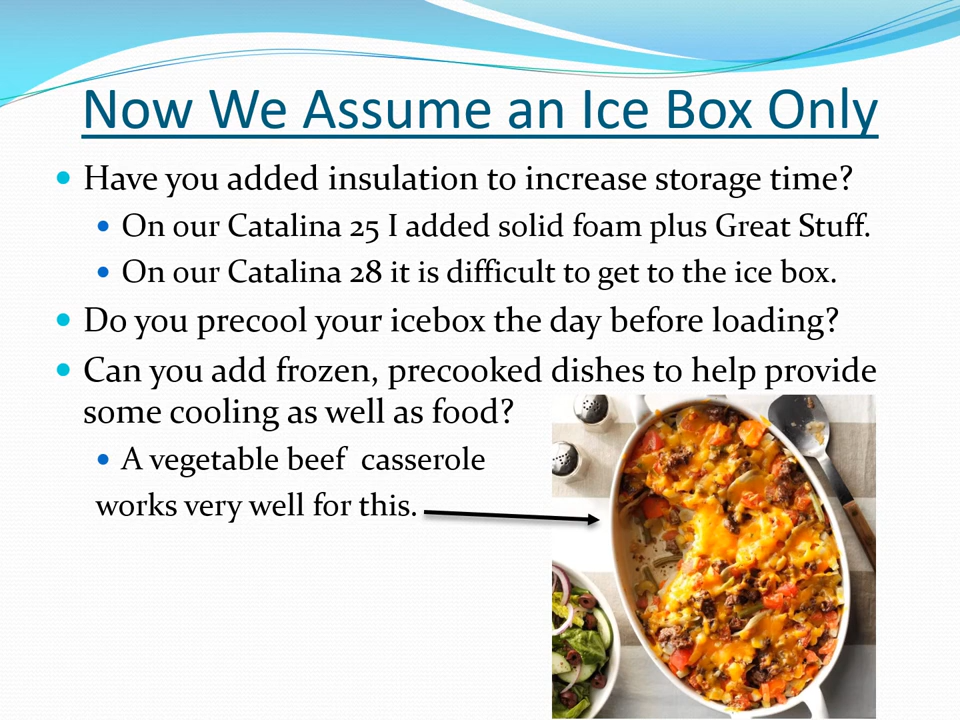 Now We Assume an Ice Box Only
Have you added insulation to increase storage time?
On our Catalina 25 I added solid foam plus Great Stuff.
On our Catalina 28 it is difficult to get to the ice box.
Do you precool your icebox the day before loading?
Can you add frozen, precooked dishes to help provide
some cooling as well as food?
A vegetable beef  casserole
works very well for this.